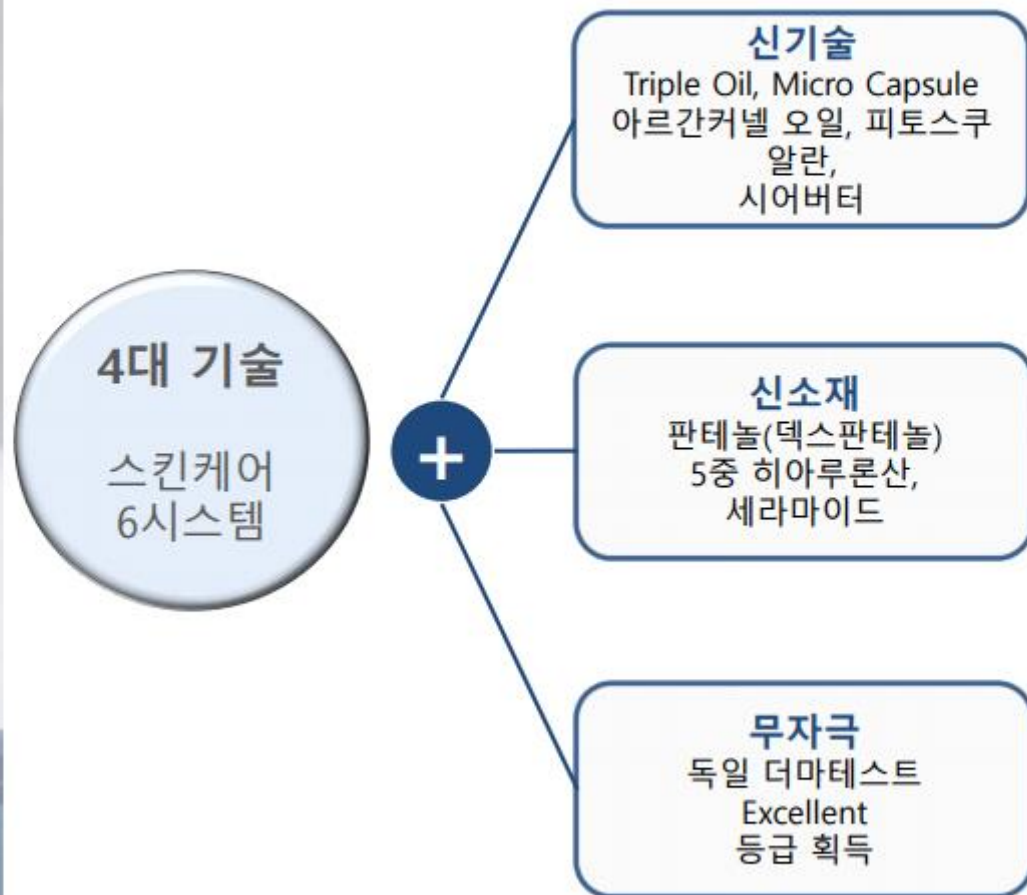 신기술
Triple Oil, Micro Capsule
아르간커넬 오일, 피토스쿠
알란,
시어버터
4대 기술
스킨케어
6시스템
+
신소재
판테놀(덱스판테놀)
5중 히아루론산,
세라마이드
무자극
독일 더마테스트
Excellent
등급 획득